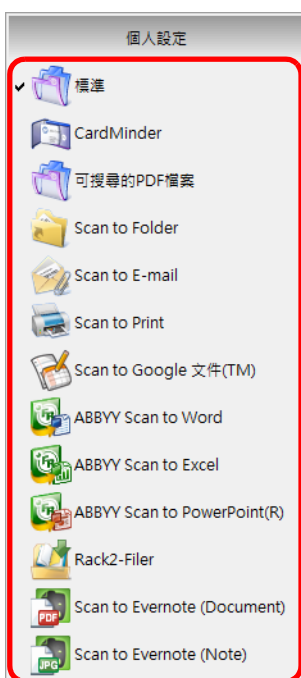 個人設定
標準
CardMinder
可搜尋的PDF檔案
Scan to Folder
Scan to E-mail
Scan to Print
Scan to Google 文件(TM)
ABBYY Scan to Word
ABBYY Scan to Excel
ABBYY Scan to PowerPoint(R)
Rack2-Filer
PDF
Scan to Evernote (Document)
JPG
Scan to Evernote (Note)